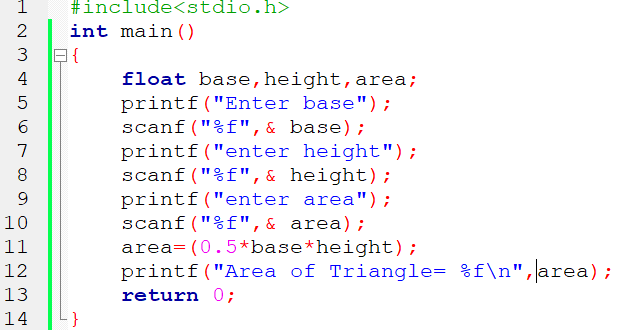 1 #include<stdio.h>
2 int main()
3 {
4 float base,height,area;
5 printf("Enter base");
6 scanf("%f",& base);
7 printf("enter height");
8 scanf("%f",& height);
9 printf("enter area");
10 scanf("%f",& area);
11 area=(0.5*base*height);
12 printf("Area of Triangle= %f\n",area);
13 return 0;
14 }